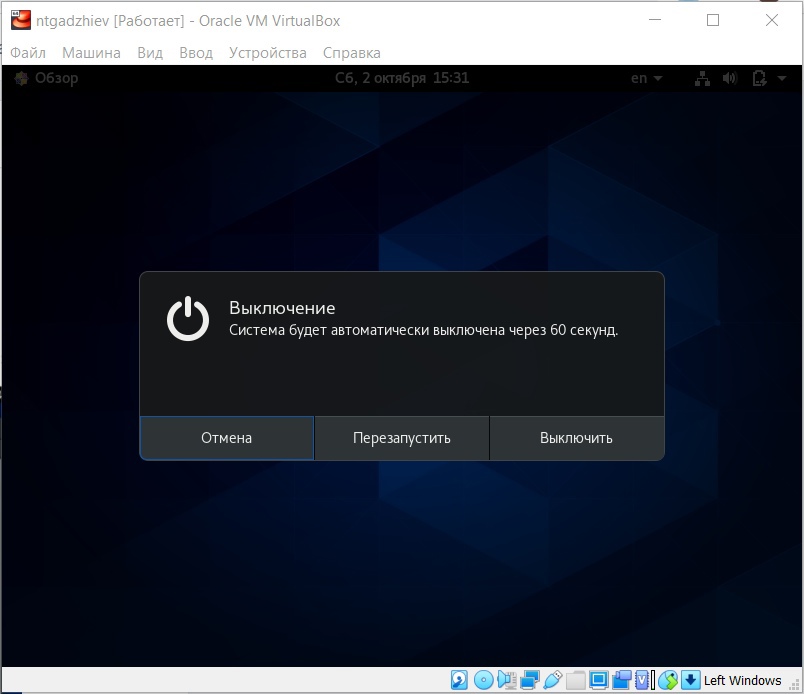 ntgadzhiev [Работает] - Oracle VM VirtualBox
Файл Машина Вид Ввод Устройства Справка
Обзор Сб, 2 октября 15:31 en
Выключение
Система будет автоматически выключена через 60 секунд.
Отмена Перезапустить Выключить
Left Windows